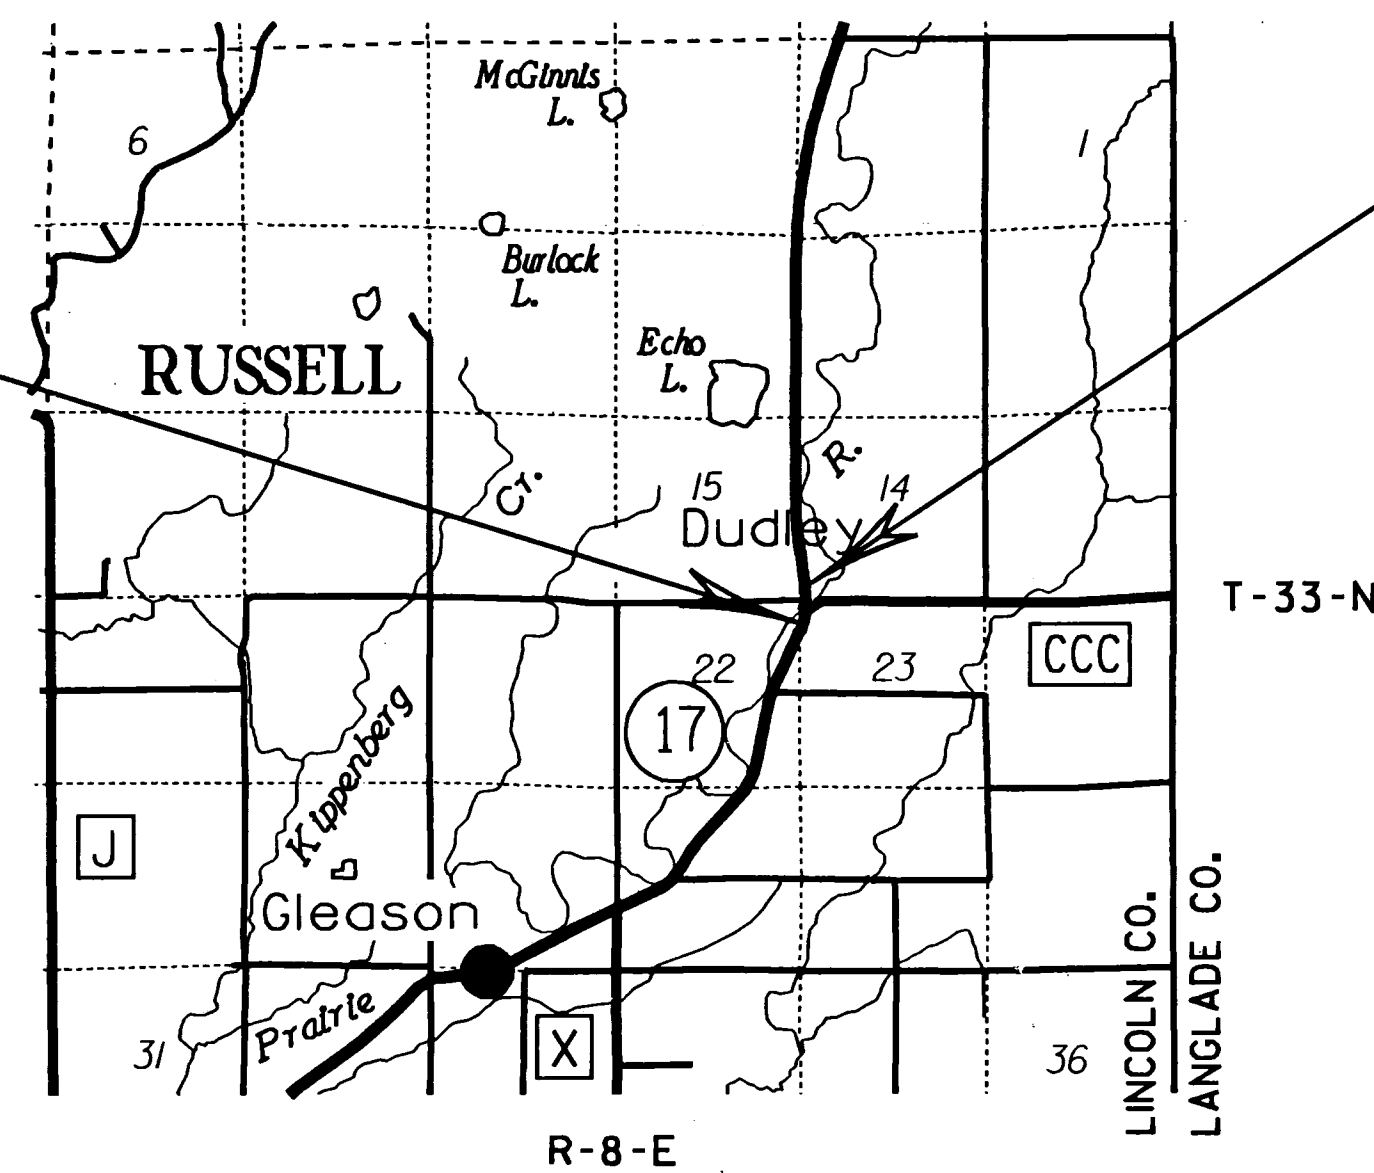 McGinnis
L.
6
1
Burlock
L.
RUSSELL
Echo
L.
R.
Cr.
15
14
Dudley
T-33-N
22
23
CCC
17
Kippenberg
J
Gleason
Prairie
31
X
36
LINCOLN CO.
LANGLADE CO.
R-8-E